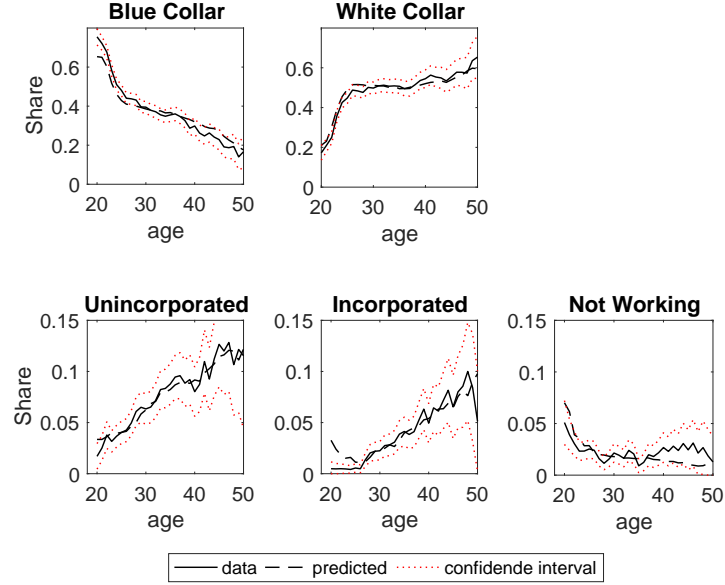 Blue Collar
White Collar
Share
0.6
0.4
0.2
0
20 30 40 50
age
0.6
0.4
0.2
0
20 30 40 50
age
Unincorporated
Incorporated
Not Working
Share
0.15
0.1
0.05
0
20 30 40 50
age
0.15
0.1
0.05
0
20 30 40 50
age
0.15
0.1
0.05
0
20 30 40 50
age
data predicted confidende interval